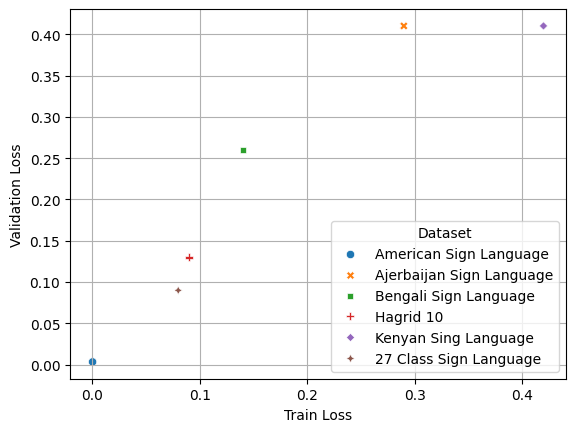 0.40
0.35
0.30
0.25
0.20
0.15
0.10
0.05
0.00
Validation Loss
Dataset
American Sign Language
Ajerbaijan Sign Language
Bengali Sign Language
Hagrid 10
Kenyan Sing Language
27 Class Sign Language
0.0 0.1 0.2 0.3 0.4
Train Loss